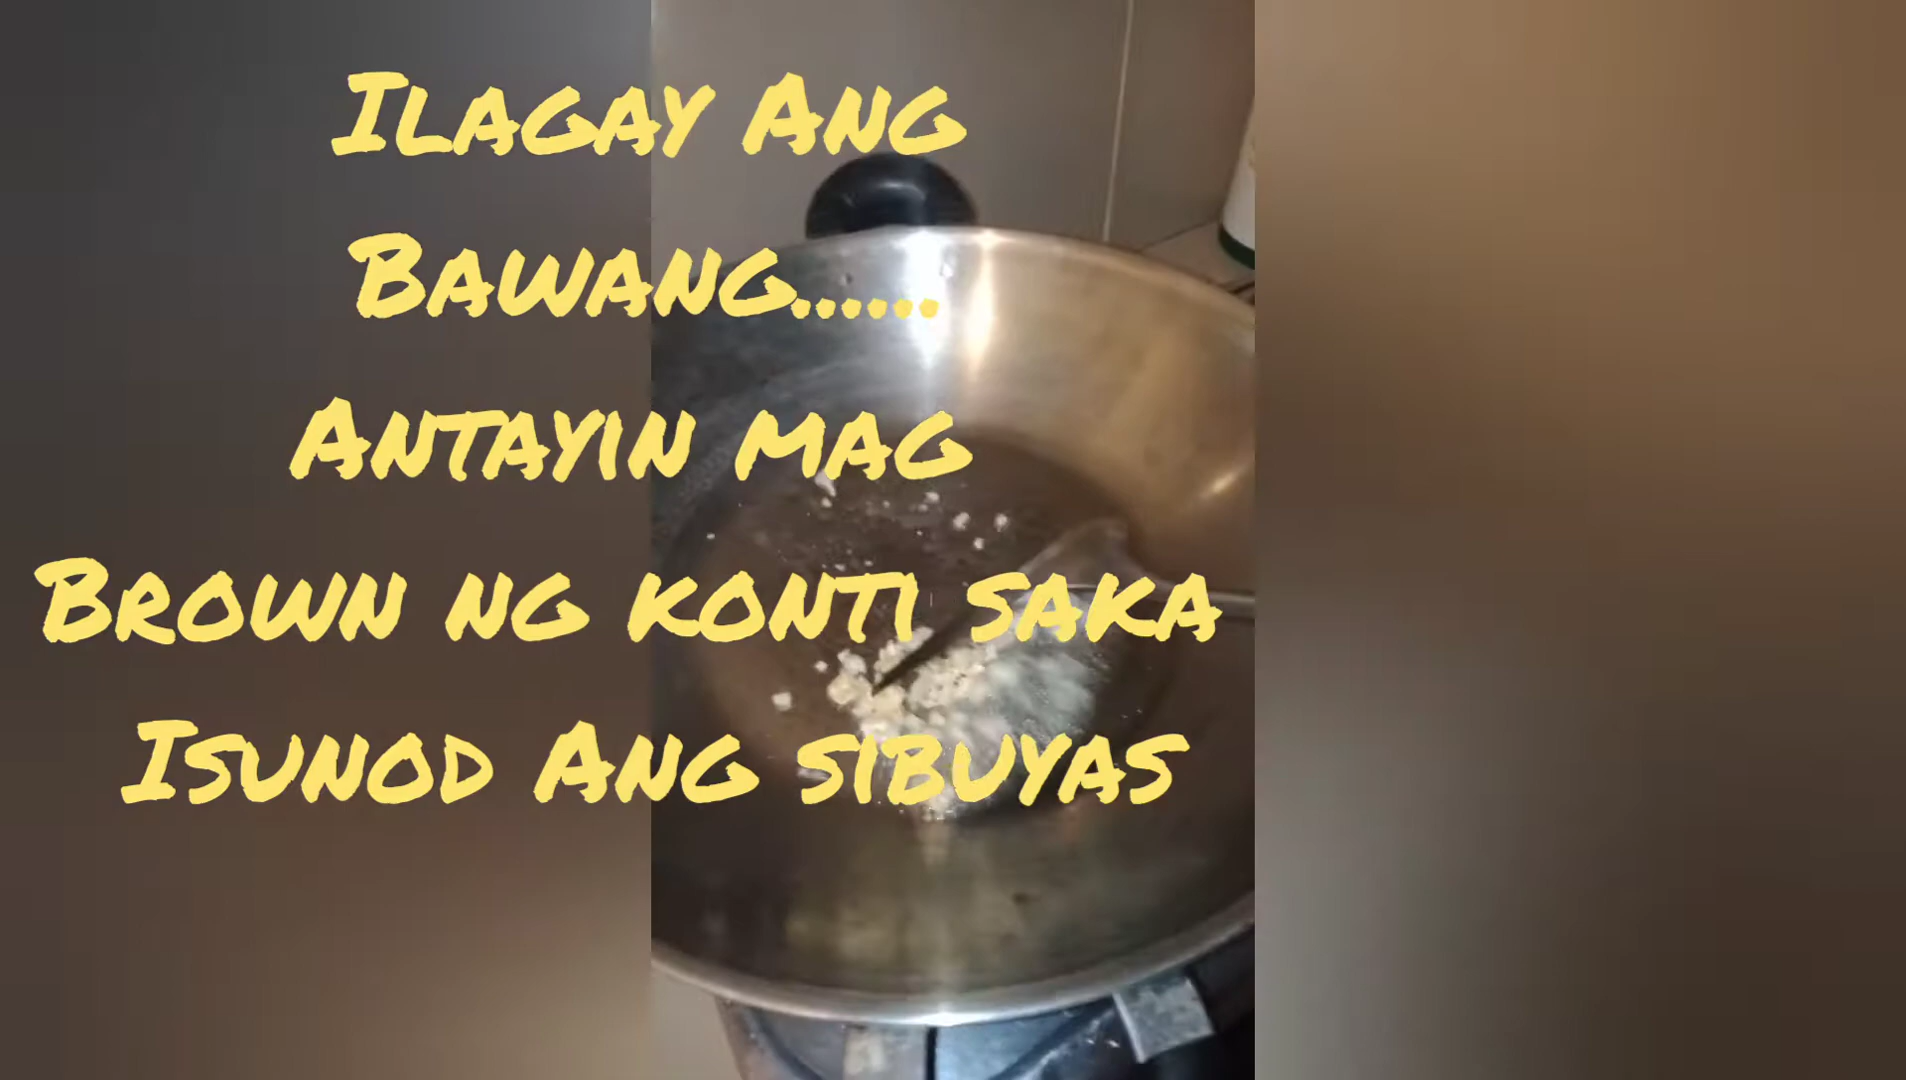 Ilagay Ang
Bawang......
Antayin mag
Brown ng konti saka
Isunod Ang sibuyas